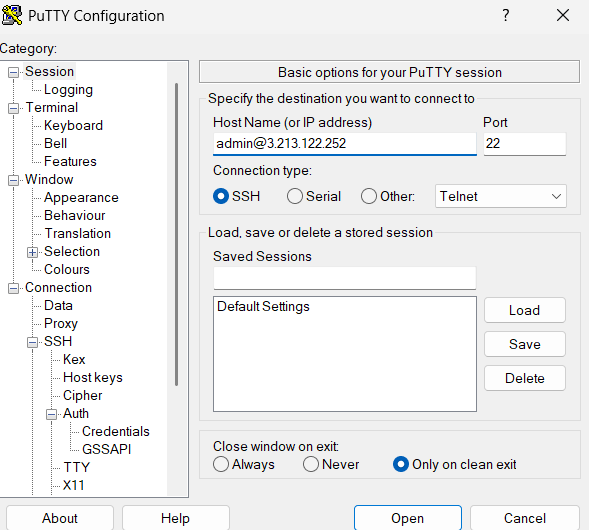 PuTTY Configuration
?
Category:
Session
Logging
Terminal
Keyboard
Bell
Features
Window
Appearance
Behaviour
Translation
Selection
Colours
Connection
Data
Proxy
SSH
Kex
Host keys
Cipher
Auth
Credentials
GSSAPI
TTY
X11
Basic options for your PuTTY session
Specify the destination you want to connect to
Host Name (or IP address) Port
admin@3.213.122.252 22
Connection type:
SSH Serial Other: Telnet
Load, save or delete a stored session
Saved Sessions
Default Settings
Load
Save
Delete
Close window on exit:
Always Never Only on clean exit
About Help Open Cancel